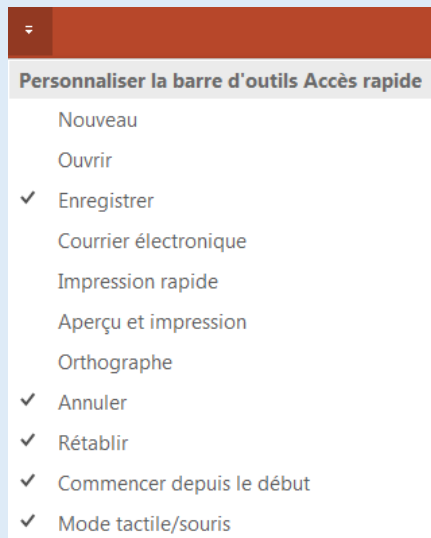 Personnaliser la barre d'outils Accès rapide
Nouveau
Ouvrir
Enregistrer
Courrier électronique
Impression rapide
Aperçu et impression
Orthographe
Annuler
Rétablir
Commencer depuis le début
Mode tactile/souris